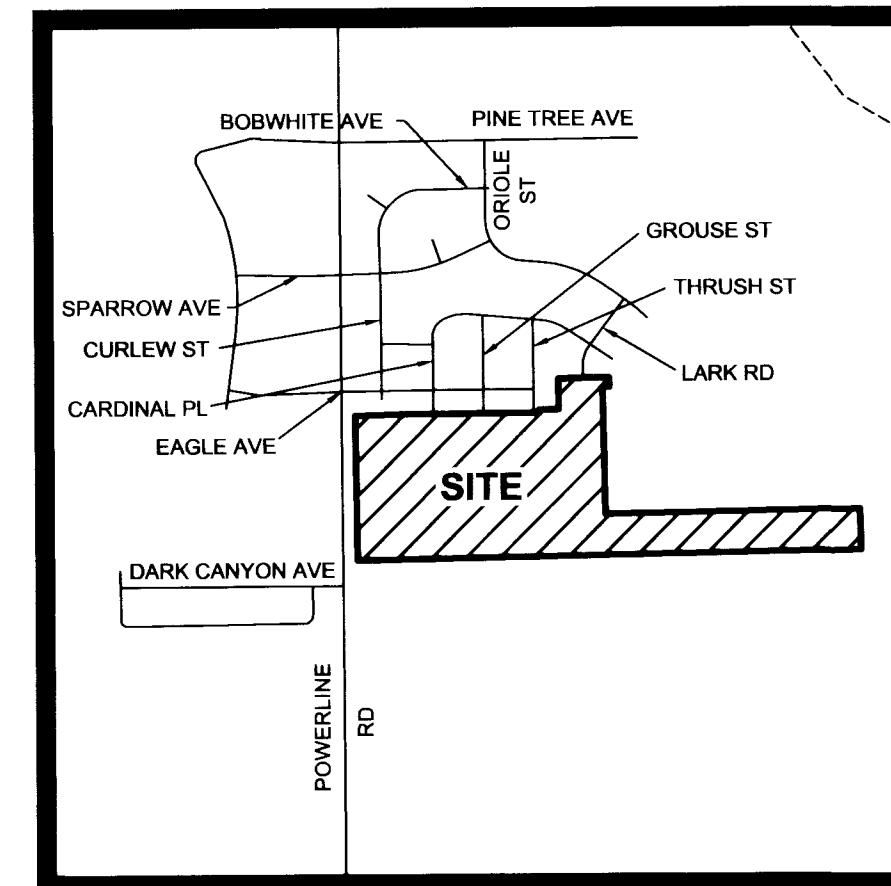 BOBWHITE AVE
PINE TREE AVE
ORIOLE
ST
GROUSE ST
THRUSH ST
SPARROW AVE
CURLEW ST
LARK RD
CARDINAL PL
EAGLE AVE
SITE
DARK CANYON AVE
POWERLINE
RD